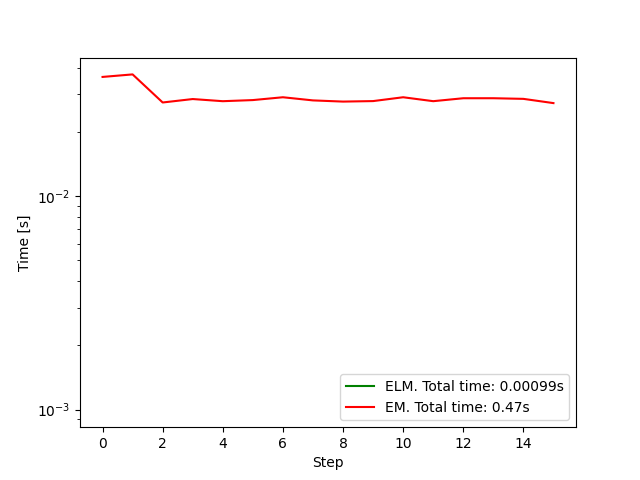 Time [s]
10⁻²
10⁻³
0 2 4 6 8 10 12 14
Step
ELM. Total time: 0.00099s
EM. Total time: 0.47s